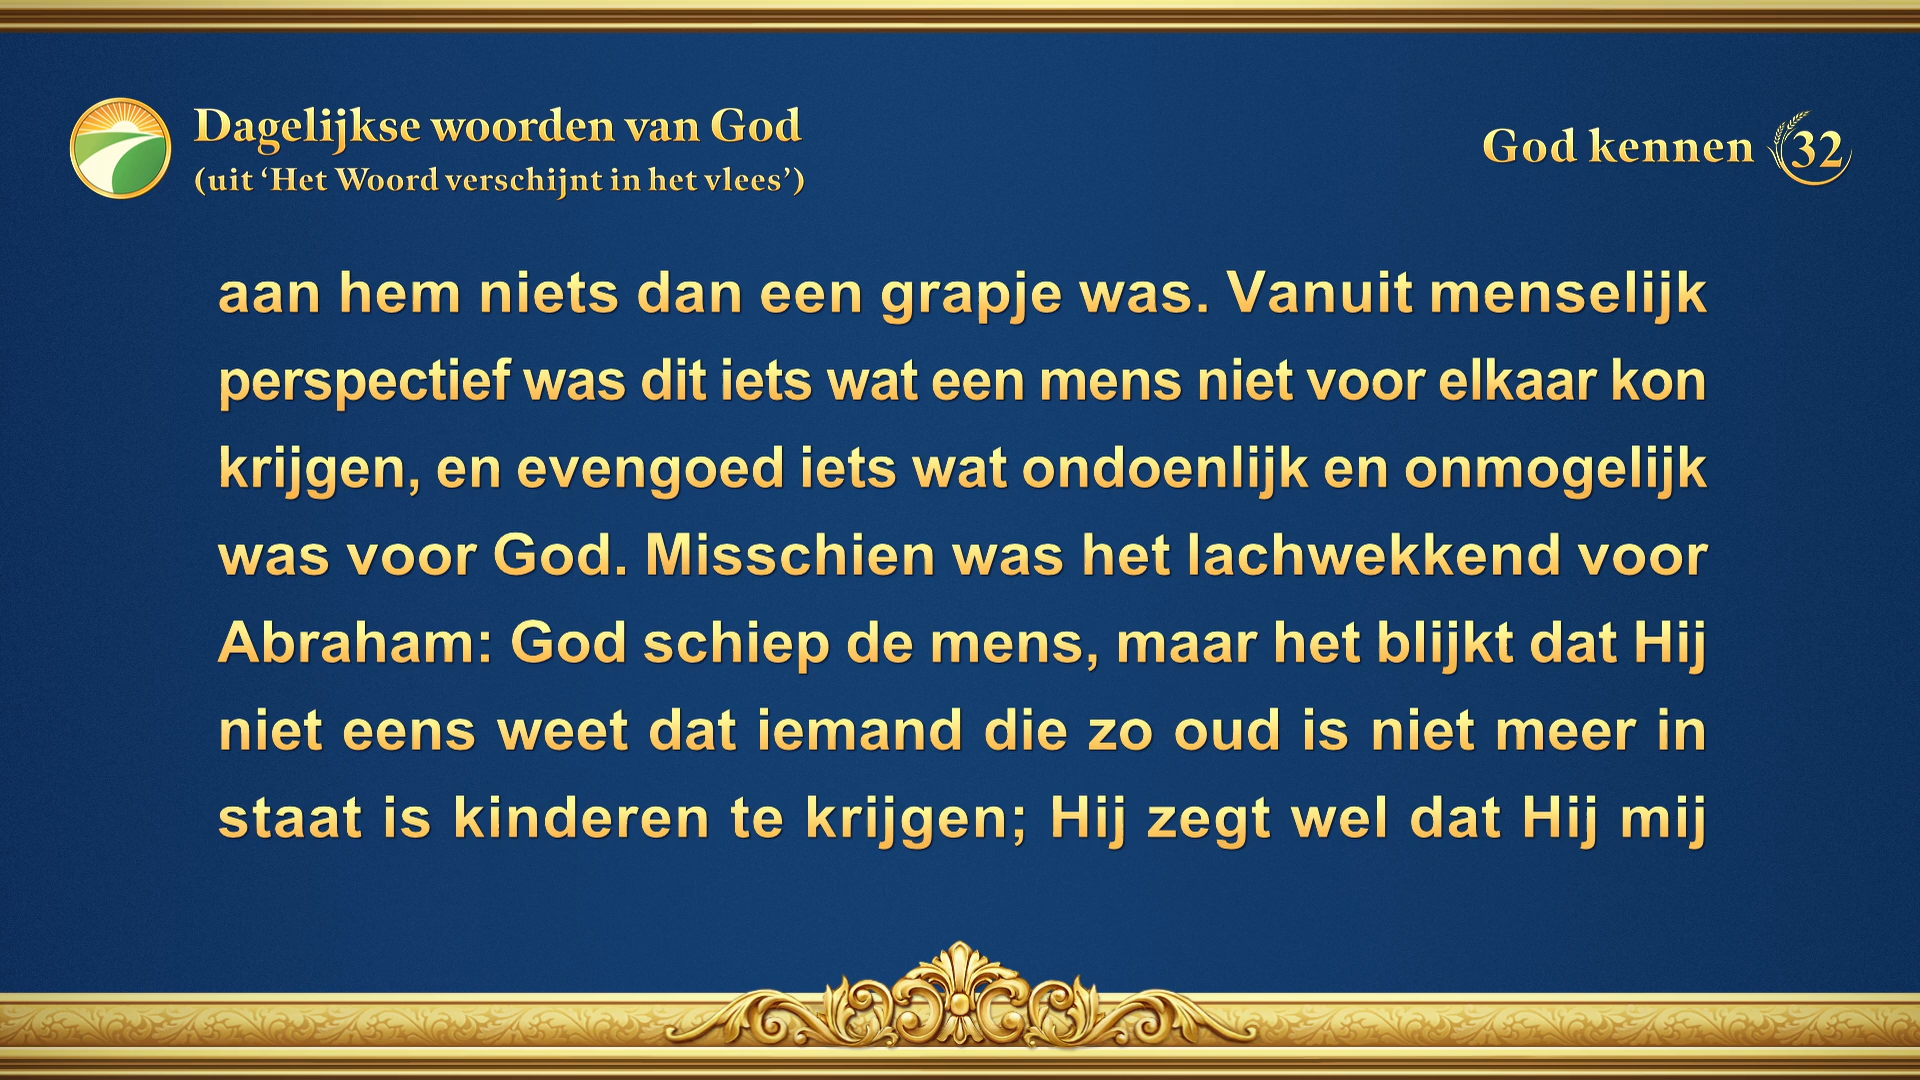 Dagelijkse woorden van God
(uit ‘Het Woord verschijnt in het vlees’)
God kennen 32
aan hem niets dan een grapje was. Vanuit menselijk
perspectief was dit iets wat een mens niet voor elkaar kon
krijgen, en evengoed iets wat ondoenlijk en onmogelijk
was voor God. Misschien was het lachwekkend voor
Abraham: God schiep de mens, maar het blijkt dat Hij
niet eens weet dat iemand die zo oud is niet meer in
staat is kinderen te krijgen; Hij zegt wel dat Hij mij